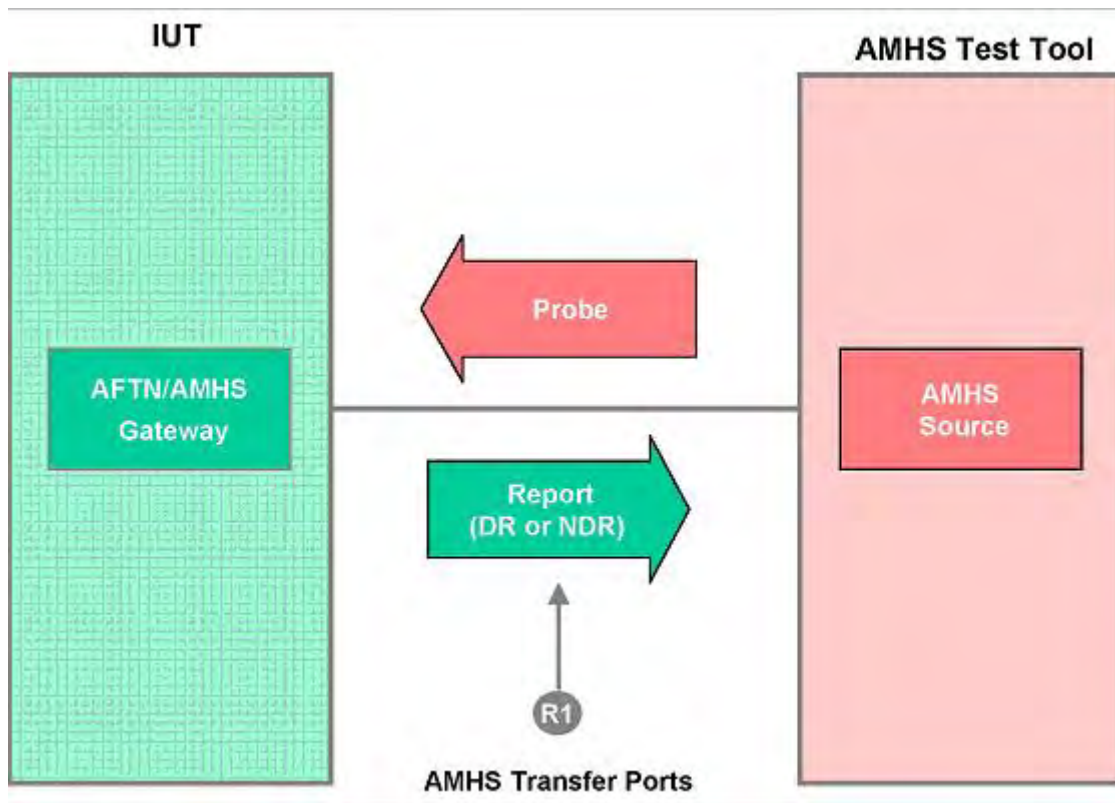 IUT
AMHS Test Tool
Probe
AFTN/AMHS
Gateway
AMHS
Source
Report
(DR or NDR)
R1
AMHS Transfer Ports